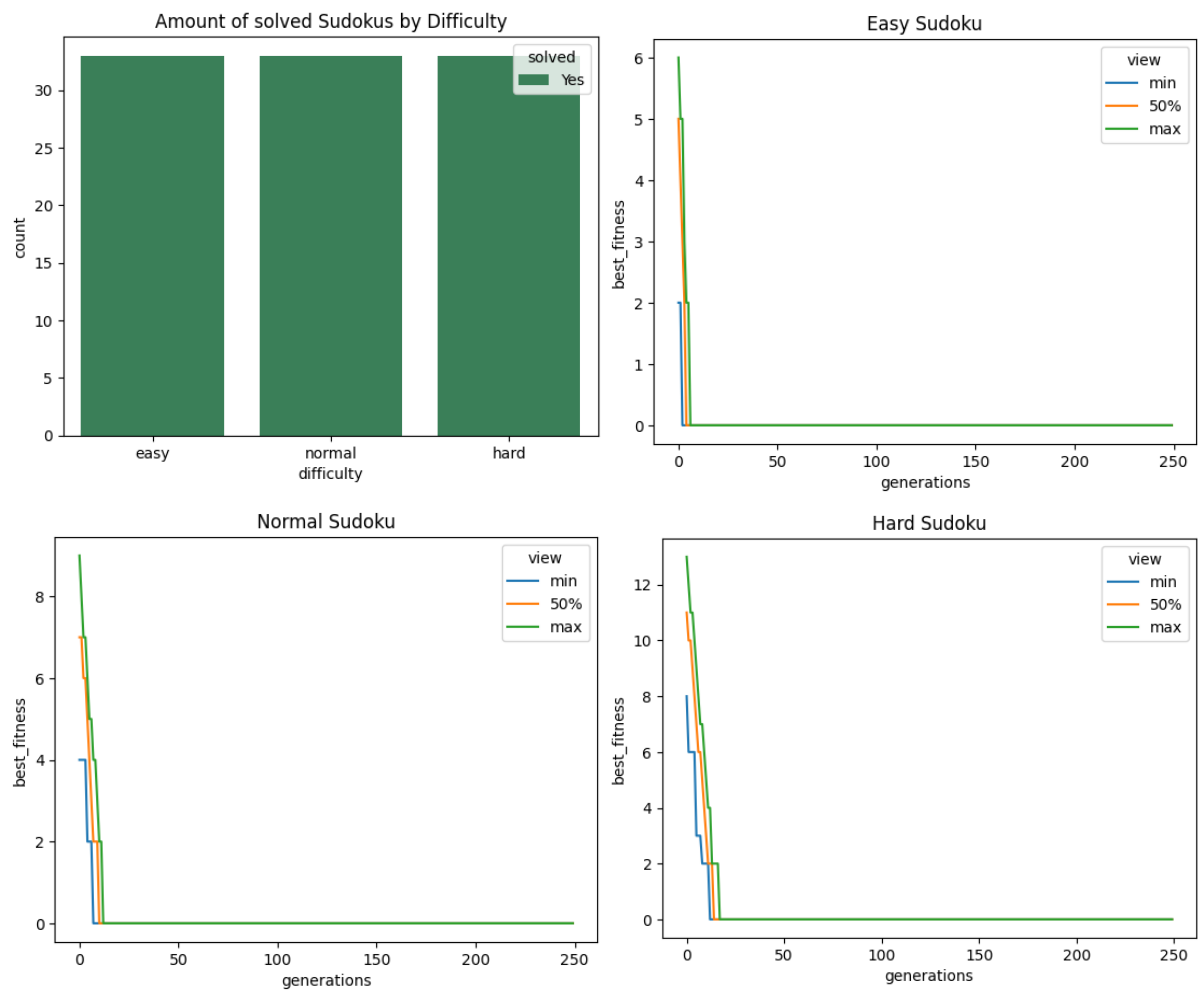 Amount of solved Sudokus by Difficulty
solved
Yes
30
25
20
15
10
5
0
count
easy normal hard
difficulty
Easy Sudoku
view
min
50%
max
6
5
4
3
2
1
0
best_fitness
0 50 100 150 200 250
generations
Normal Sudoku
view
min
50%
max
8
6
4
2
0
best_fitness
0 50 100 150 200 250
generations
Hard Sudoku
view
min
50%
max
12
10
8
6
4
2
0
best_fitness
0 50 100 150 200 250
generations